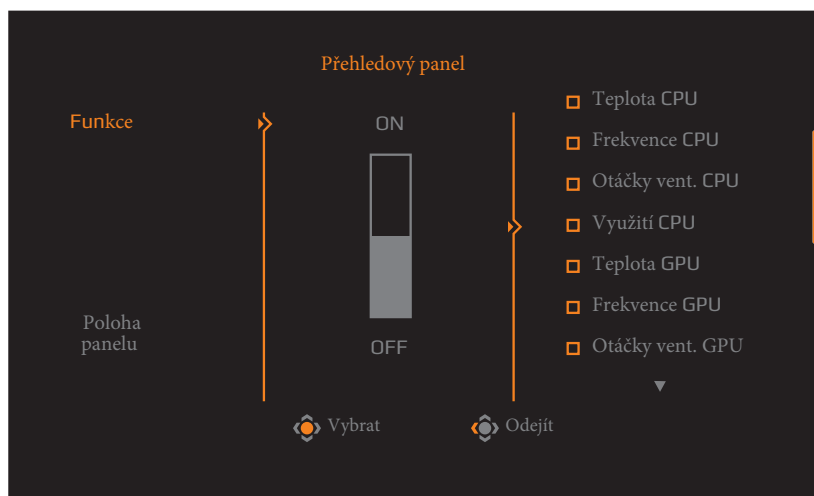 Přehledový panel
Funkce
Poloha
panelu
ON
OFF
Teplota CPU
Frekvence CPU
Otáčky vent. CPU
Využití CPU
Teplota GPU
Frekvence GPU
Otáčky vent. GPU
Vybrat
Odejít